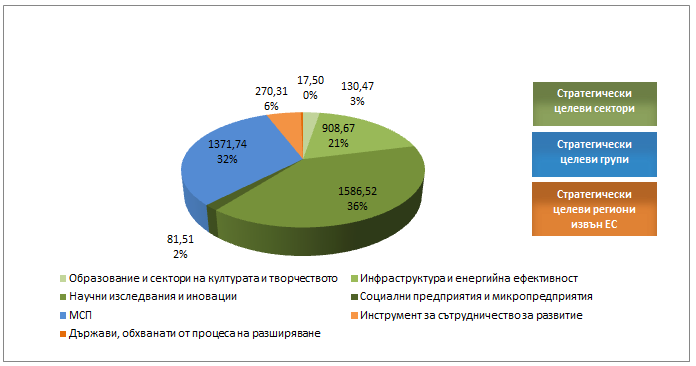 17,50
0%
130,47
3%
270,31
6%
908,67
21%
1371,74
32%
1586,52
36%
81,51
2%
Стратегически
целеви сектори
Стратегически
целеви групи
Стратегически
целеви региони
извън ЕС
Образование и сектори на културата и творчеството
Инфраструктура и енергийна ефективност
Научни изследвания и иновации
Социални предприятия и микропредприятия
МСП
Инструмент за сътрудничество за развитие
Държави, обхванати от процеса на разширяване